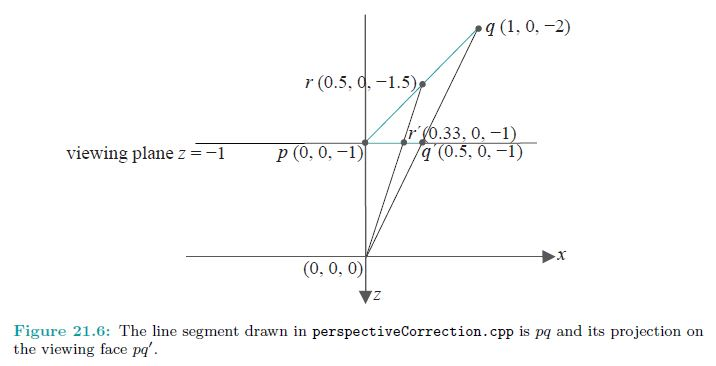 q (1, 0, −2)
r (0.5, 0, −1.5)
r′(0.33, 0, −1)
viewing plane z = −1
p (0, 0, −1)
q′(0.5, 0, −1)
x
(0, 0, 0)
z
Figure 21.6: The line segment drawn in perspectiveCorrection.cpp is pq and its projection on
the viewing face pq′.